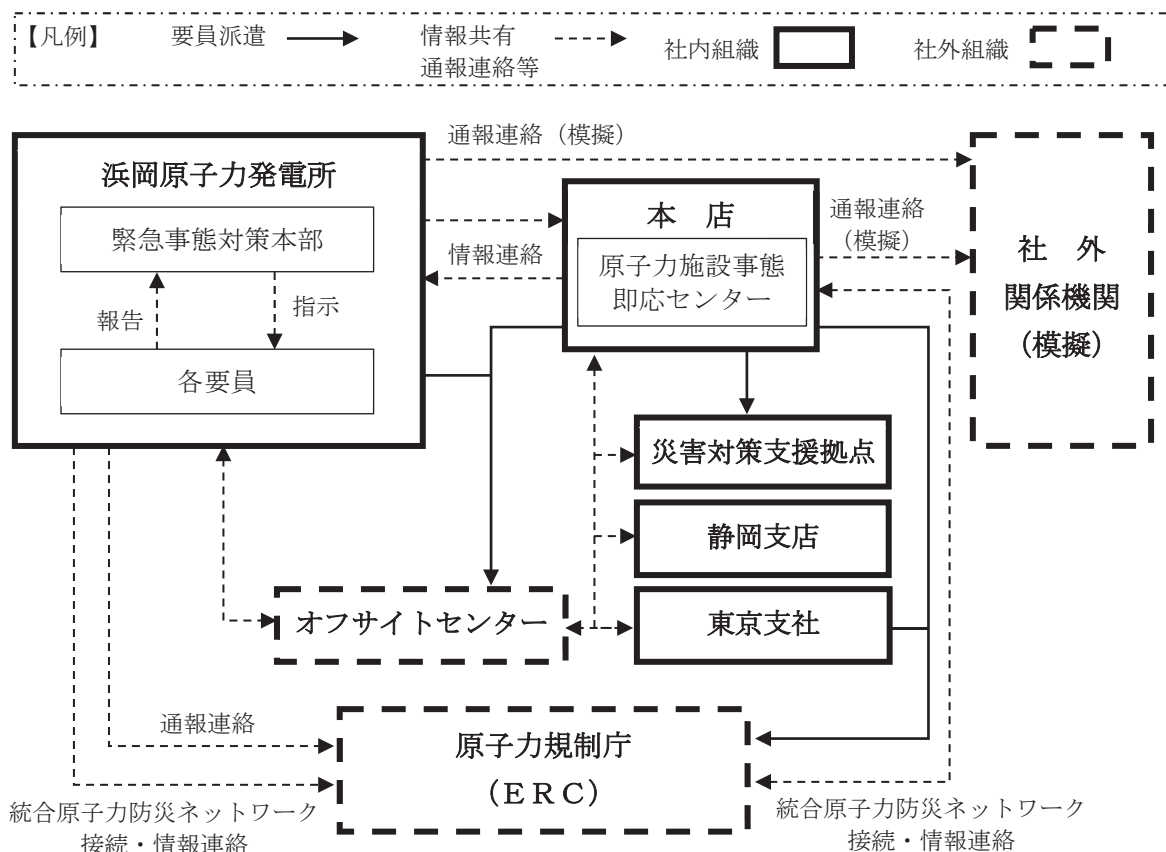 【凡例】
要員派遣
情報共有
通報連絡等
社内組織
社外組織
通報連絡（模擬）
浜岡原子力発電所
緊急事態対策本部
報告
指示
各要員
情報連絡
本　店
原子力施設事態
即応センター
通報連絡
（模擬）
社　外
関係機関
（模擬）
災害対策支援拠点
静岡支店
東京支社
オフサイトセンター
通報連絡
原子力規制庁
（ＥＲＣ）
統合原子力防災ネットワーク
接続・情報連絡
統合原子力防災ネットワーク
接続・情報連絡